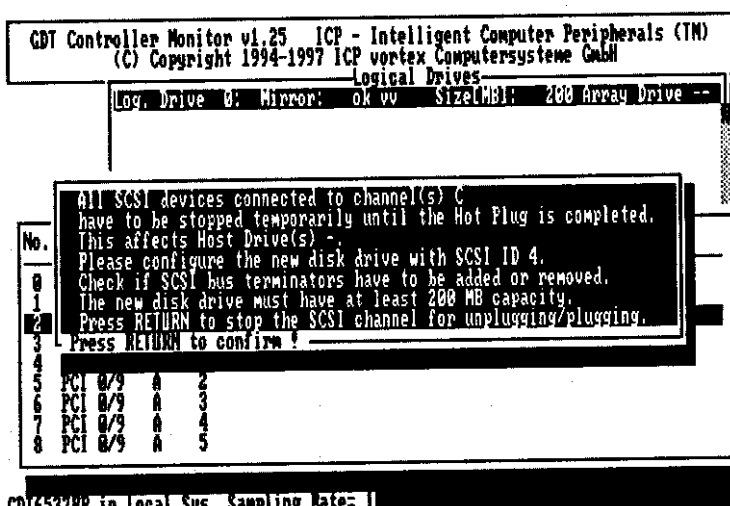 GDT Controller Monitor v1.25 ICP - Intelligent Computer Peripherals (TM)
(C) Copyright 1994-1997 ICP vortex Computersysteme GmbH
Logical Drives
Log. Drive 0: Mirror: ok vv Size[MB]: 200 Array Drive --
All SCSI devices connected to channel(s) C
have to be stopped temporarily until the Hot Plug is completed.
This affects Host Drive(s) -.
Please configure the new disk drive with SCSI ID 4.
Check if SCSI bus terminators have to be added or removed.
The new disk drive must have at least 200 MB capacity.
Press RETURN to stop the SCSI channel for unplugging/plugging.
Press RETURN to confirm !
No.
0
1
2
3
4
5 PCI 0/9 A 2
6 PCI 0/9 A 3
7 PCI 0/9 A 4
8 PCI 0/9 A 5
in Local Sys, Sampling Rate=